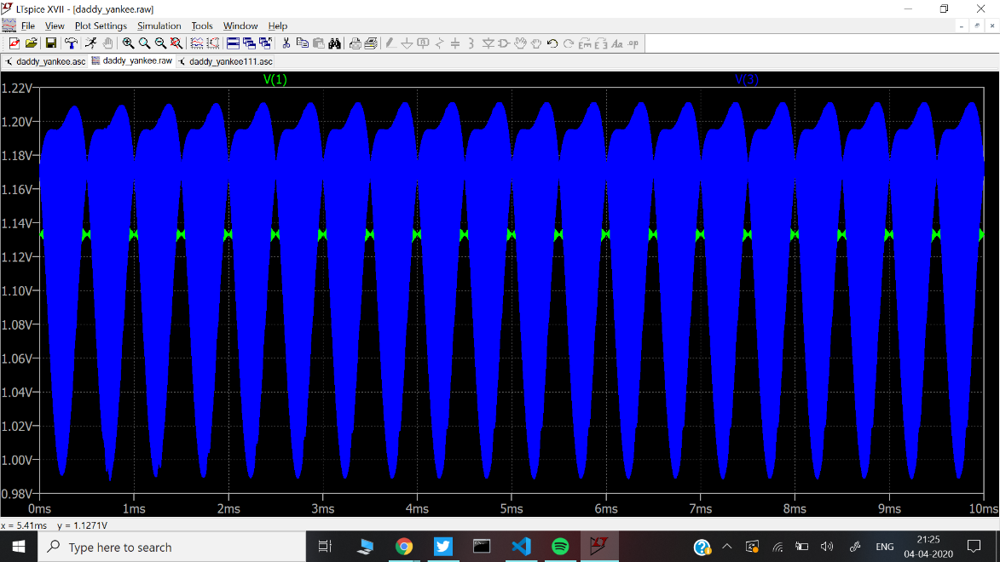 LTspice XVII - [daddy_yankee.raw]
File View Plot Settings Simulation Tools Window Help
daddy_yankee.asc daddy_yankee.raw daddy_yankee111.asc
V(1) V(3)
1.22V
1.20V
1.18V
1.16V
1.14V
1.12V
1.10V
1.08V
1.06V
1.04V
1.02V
1.00V
0.98V
0ms 1ms 2ms 3ms 4ms 5ms 6ms 7ms 8ms 9ms 10ms
x = 5.41ms y = 1.1271V
Type here to search
ENG
21:25
04-04-2020